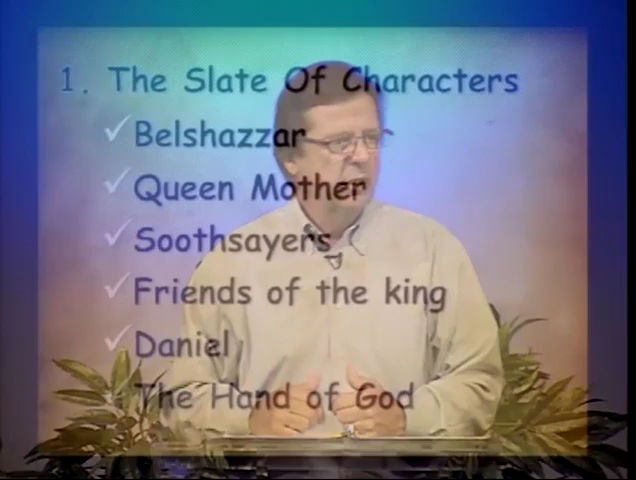 1. The Slate Of Characters
✓ Belshazzar
✓ Queen Mother
✓ Soothsayers
✓ Friends of the king
✓ Daniel
The Hand of God